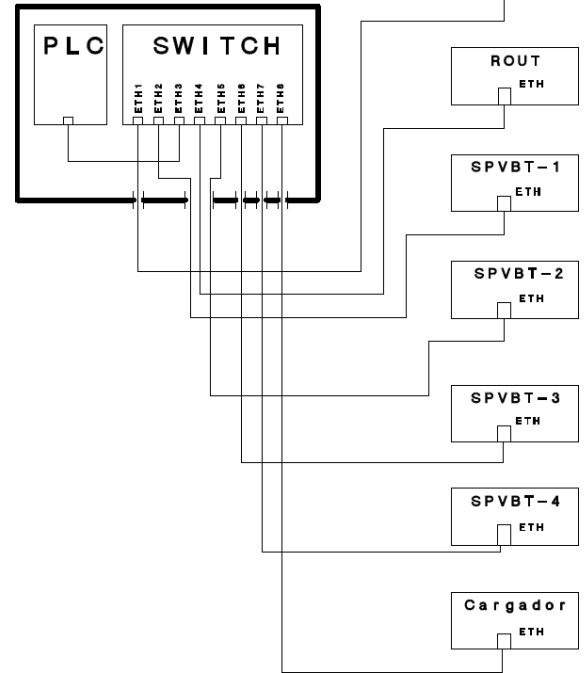 PLC
SWITCH
ETH1
ETH2
ETH3
ETH4
ETH5
ETH6
ETH7
ETH8
ROUT
ETH
SPVBT-1
ETH
SPVBT-2
ETH
SPVBT-3
ETH
SPVBT-4
ETH
Cargador
ETH